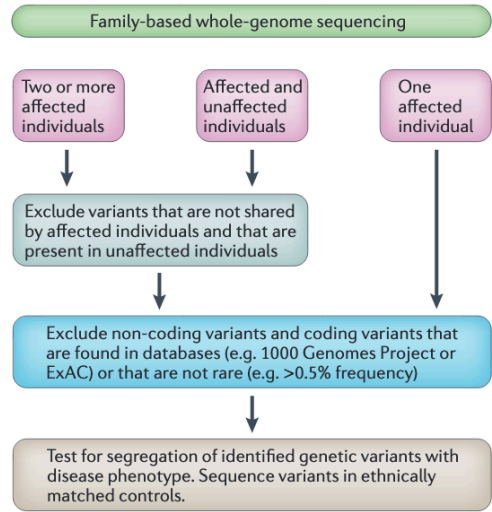 Family-based whole-genome sequencing
Two or more
affected
individuals
Affected and
unaffected
individuals
One
affected
individual
Exclude variants that are not shared
by affected individuals and that are
present in unaffected individuals
Exclude non-coding variants and coding variants that
are found in databases (e.g. 1000 Genomes Project or
ExAC) or that are not rare (e.g. >0.5% frequency)
Test for segregation of identified genetic variants with
disease phenotype. Sequence variants in ethnically
matched controls.